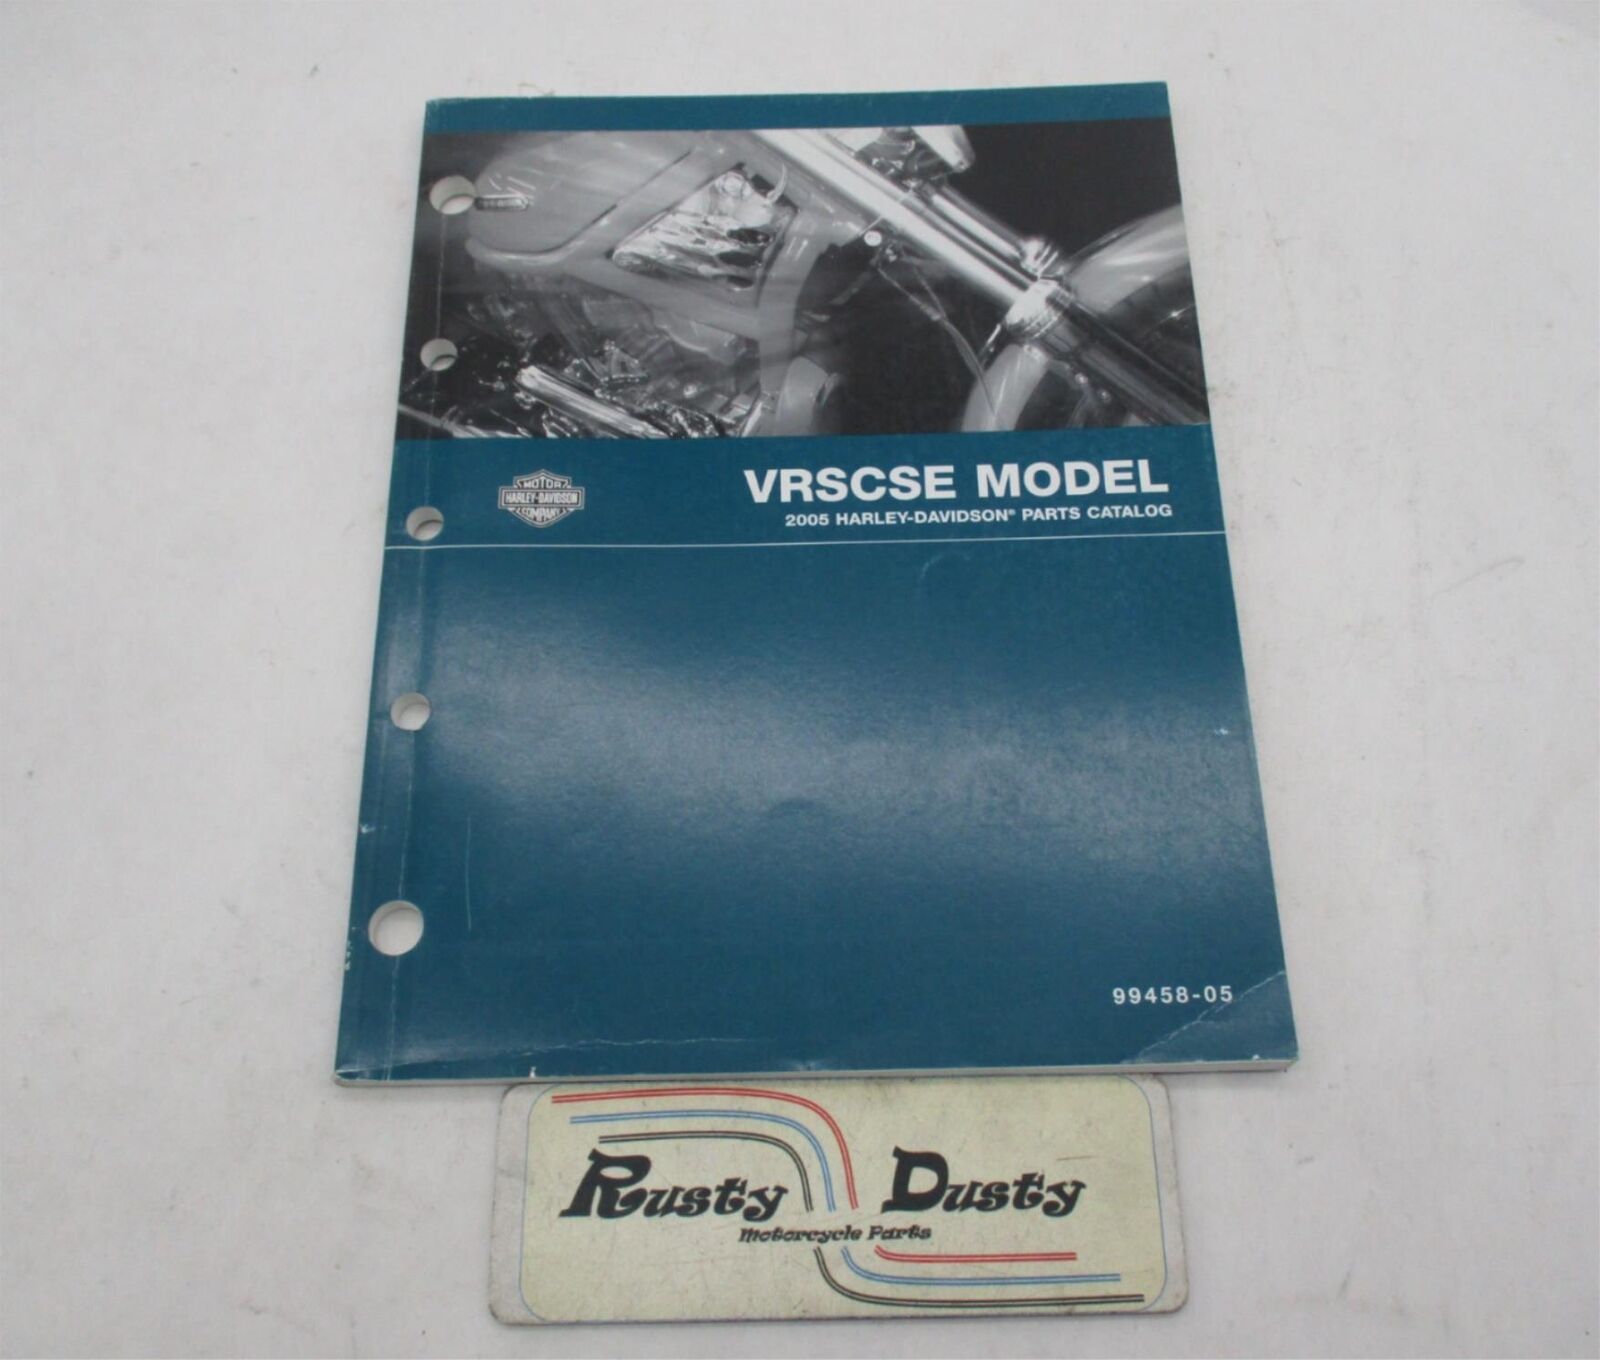 MOTOR
HARLEY-DAVIDSON
COMPANY
VRSCSE MODEL
2005 HARLEY-DAVIDSON® PARTS CATALOG
99458-05
Rusty Dusty
Motorcycle Parts